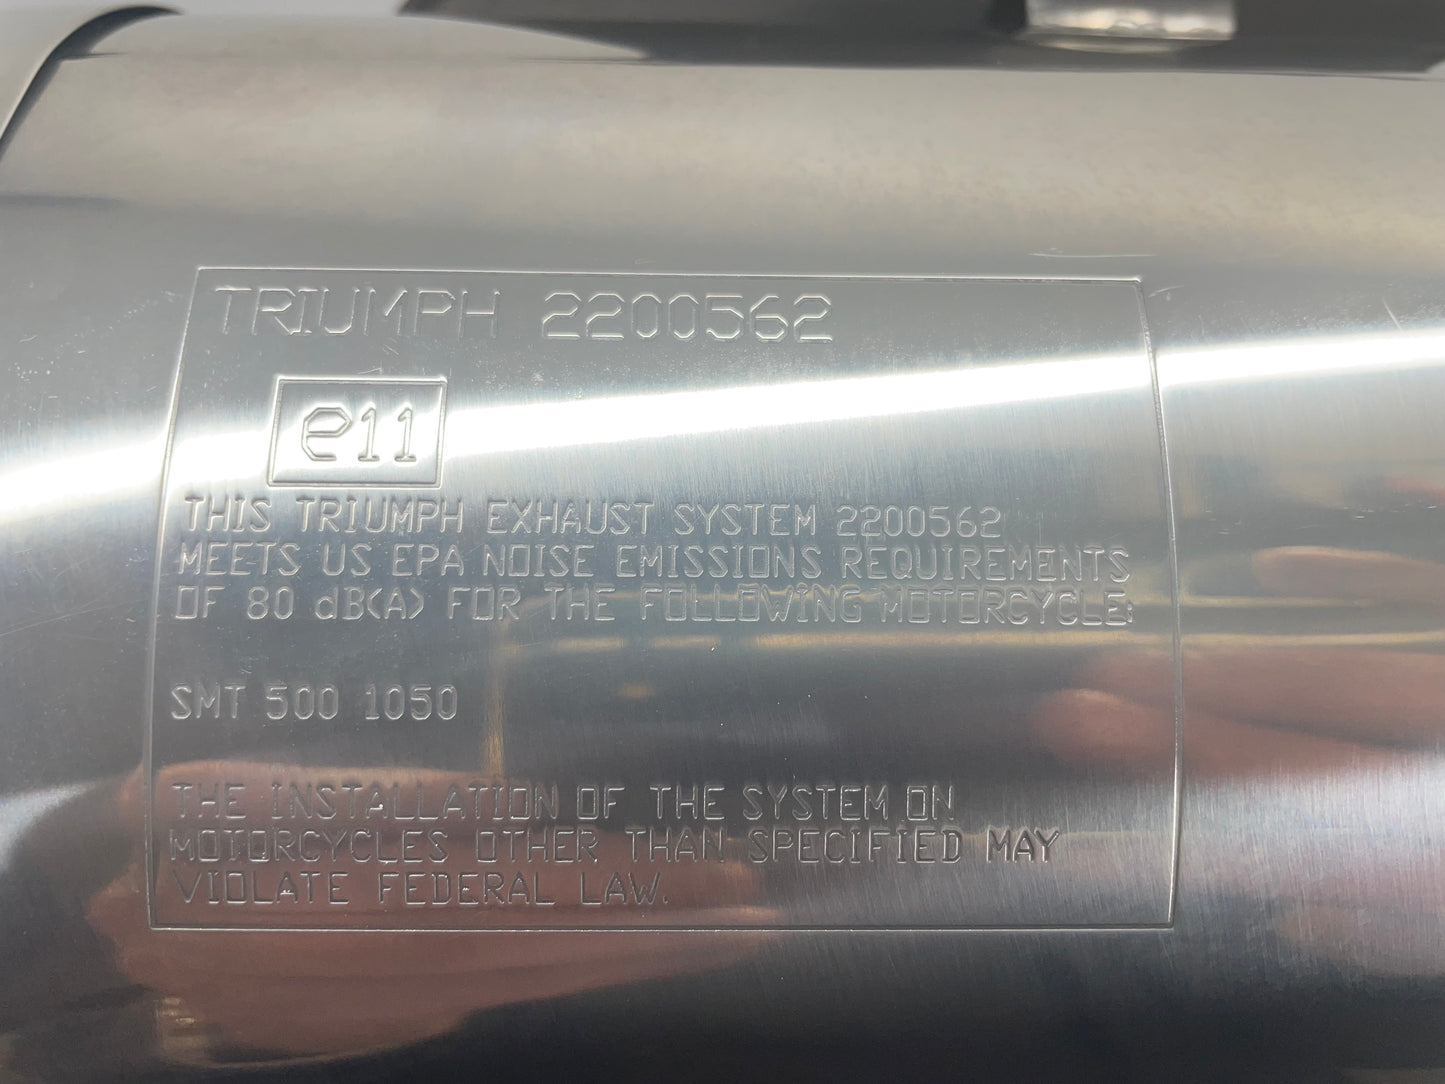 TRIUMPH 2200562
e11
THIS TRIUMPH EXHAUST SYSTEM 2200562
MEETS US EPA NOISE EMISSIONS REQUIREMENTS
OF 80 dB(A) FOR THE FOLLOWING MOTORCYCLE:
SMT 500 1050
THE INSTALLATION OF THE SYSTEM ON
MOTORCYCLES OTHER THAN SPECIFIED MAY
VIOLATE FEDERAL LAW.